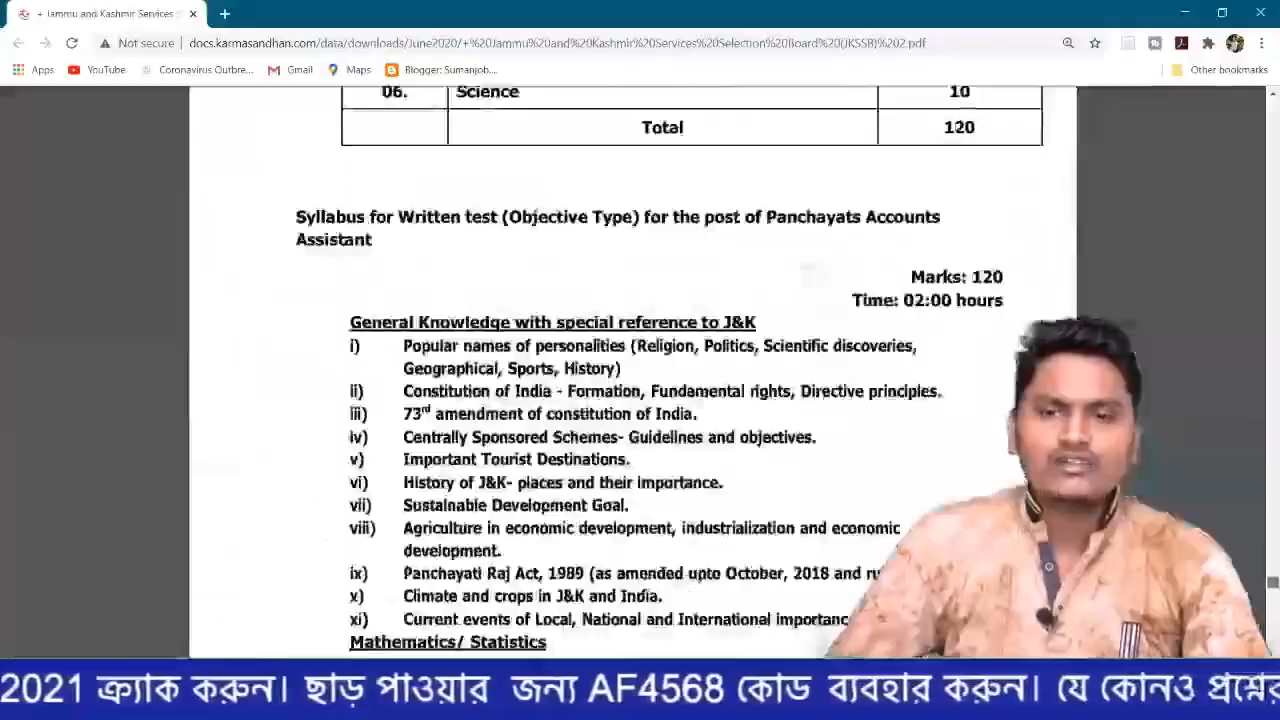 + Jammu and Kashmir Services
Not secure
docs.karmasandhan.com/data/downloads/June2020/+%20Jammu%20and%20Kashmir%20Services%20Selection%20Board%20(JKSSB)%202.pdf
Apps
YouTube
Coronavirus Outbre...
Gmail
Maps
Blogger: Sumanjob....
Other bookmarks
06. Science 10
Total 120
Syllabus for Written test (Objective Type) for the post of Panchayats Accounts
Assistant
Marks: 120
Time: 02:00 hours
General Knowledge with special reference to J&K
i) Popular names of personalities (Religion, Politics, Scientific discoveries,
Geographical, Sports, History)
ii) Constitution of India - Formation, Fundamental rights, Directive principles.
iii) 73rd amendment of constitution of India.
iv) Centrally Sponsored Schemes- Guidelines and objectives.
v) Important Tourist Destinations.
vi) History of J&K- places and their importance.
vii) Sustainable Development Goal.
viii) Agriculture in economic development, industrialization and economic
development.
ix) Panchayati Raj Act, 1989 (as amended upto October, 2018 and
x) Climate and crops in J&K and India.
xi) Current events of Local, National and International importanc
Mathematics/ Statistics
2021 ক্র্যাক করুন। ছাড় পাওয়ার জন্য AF4568 কোড ব্যবহার করুন। যে কোনও প্রশ্নের